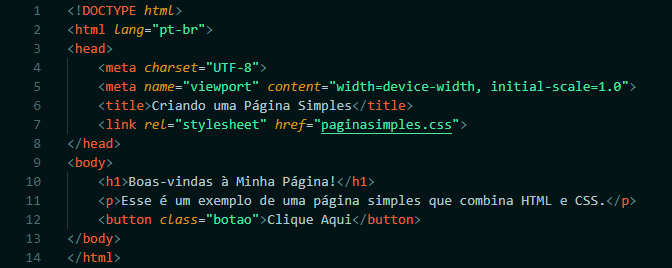 1 <!DOCTYPE html>
2 <html lang="pt-br">
3 <head>
4 <meta charset="UTF-8">
5 <meta name="viewport" content="width=device-width, initial-scale=1.0">
6 <title>Criando uma Página Simples</title>
7 <link rel="stylesheet" href="paginasimples.css">
8 </head>
9 <body>
10 <h1>Boas-vindas à Minha Página!</h1>
11 <p>Esse é um exemplo de uma página simples que combina HTML e CSS.</p>
12 <button class="botao">Clique Aqui</button>
13 </body>
14 </html>